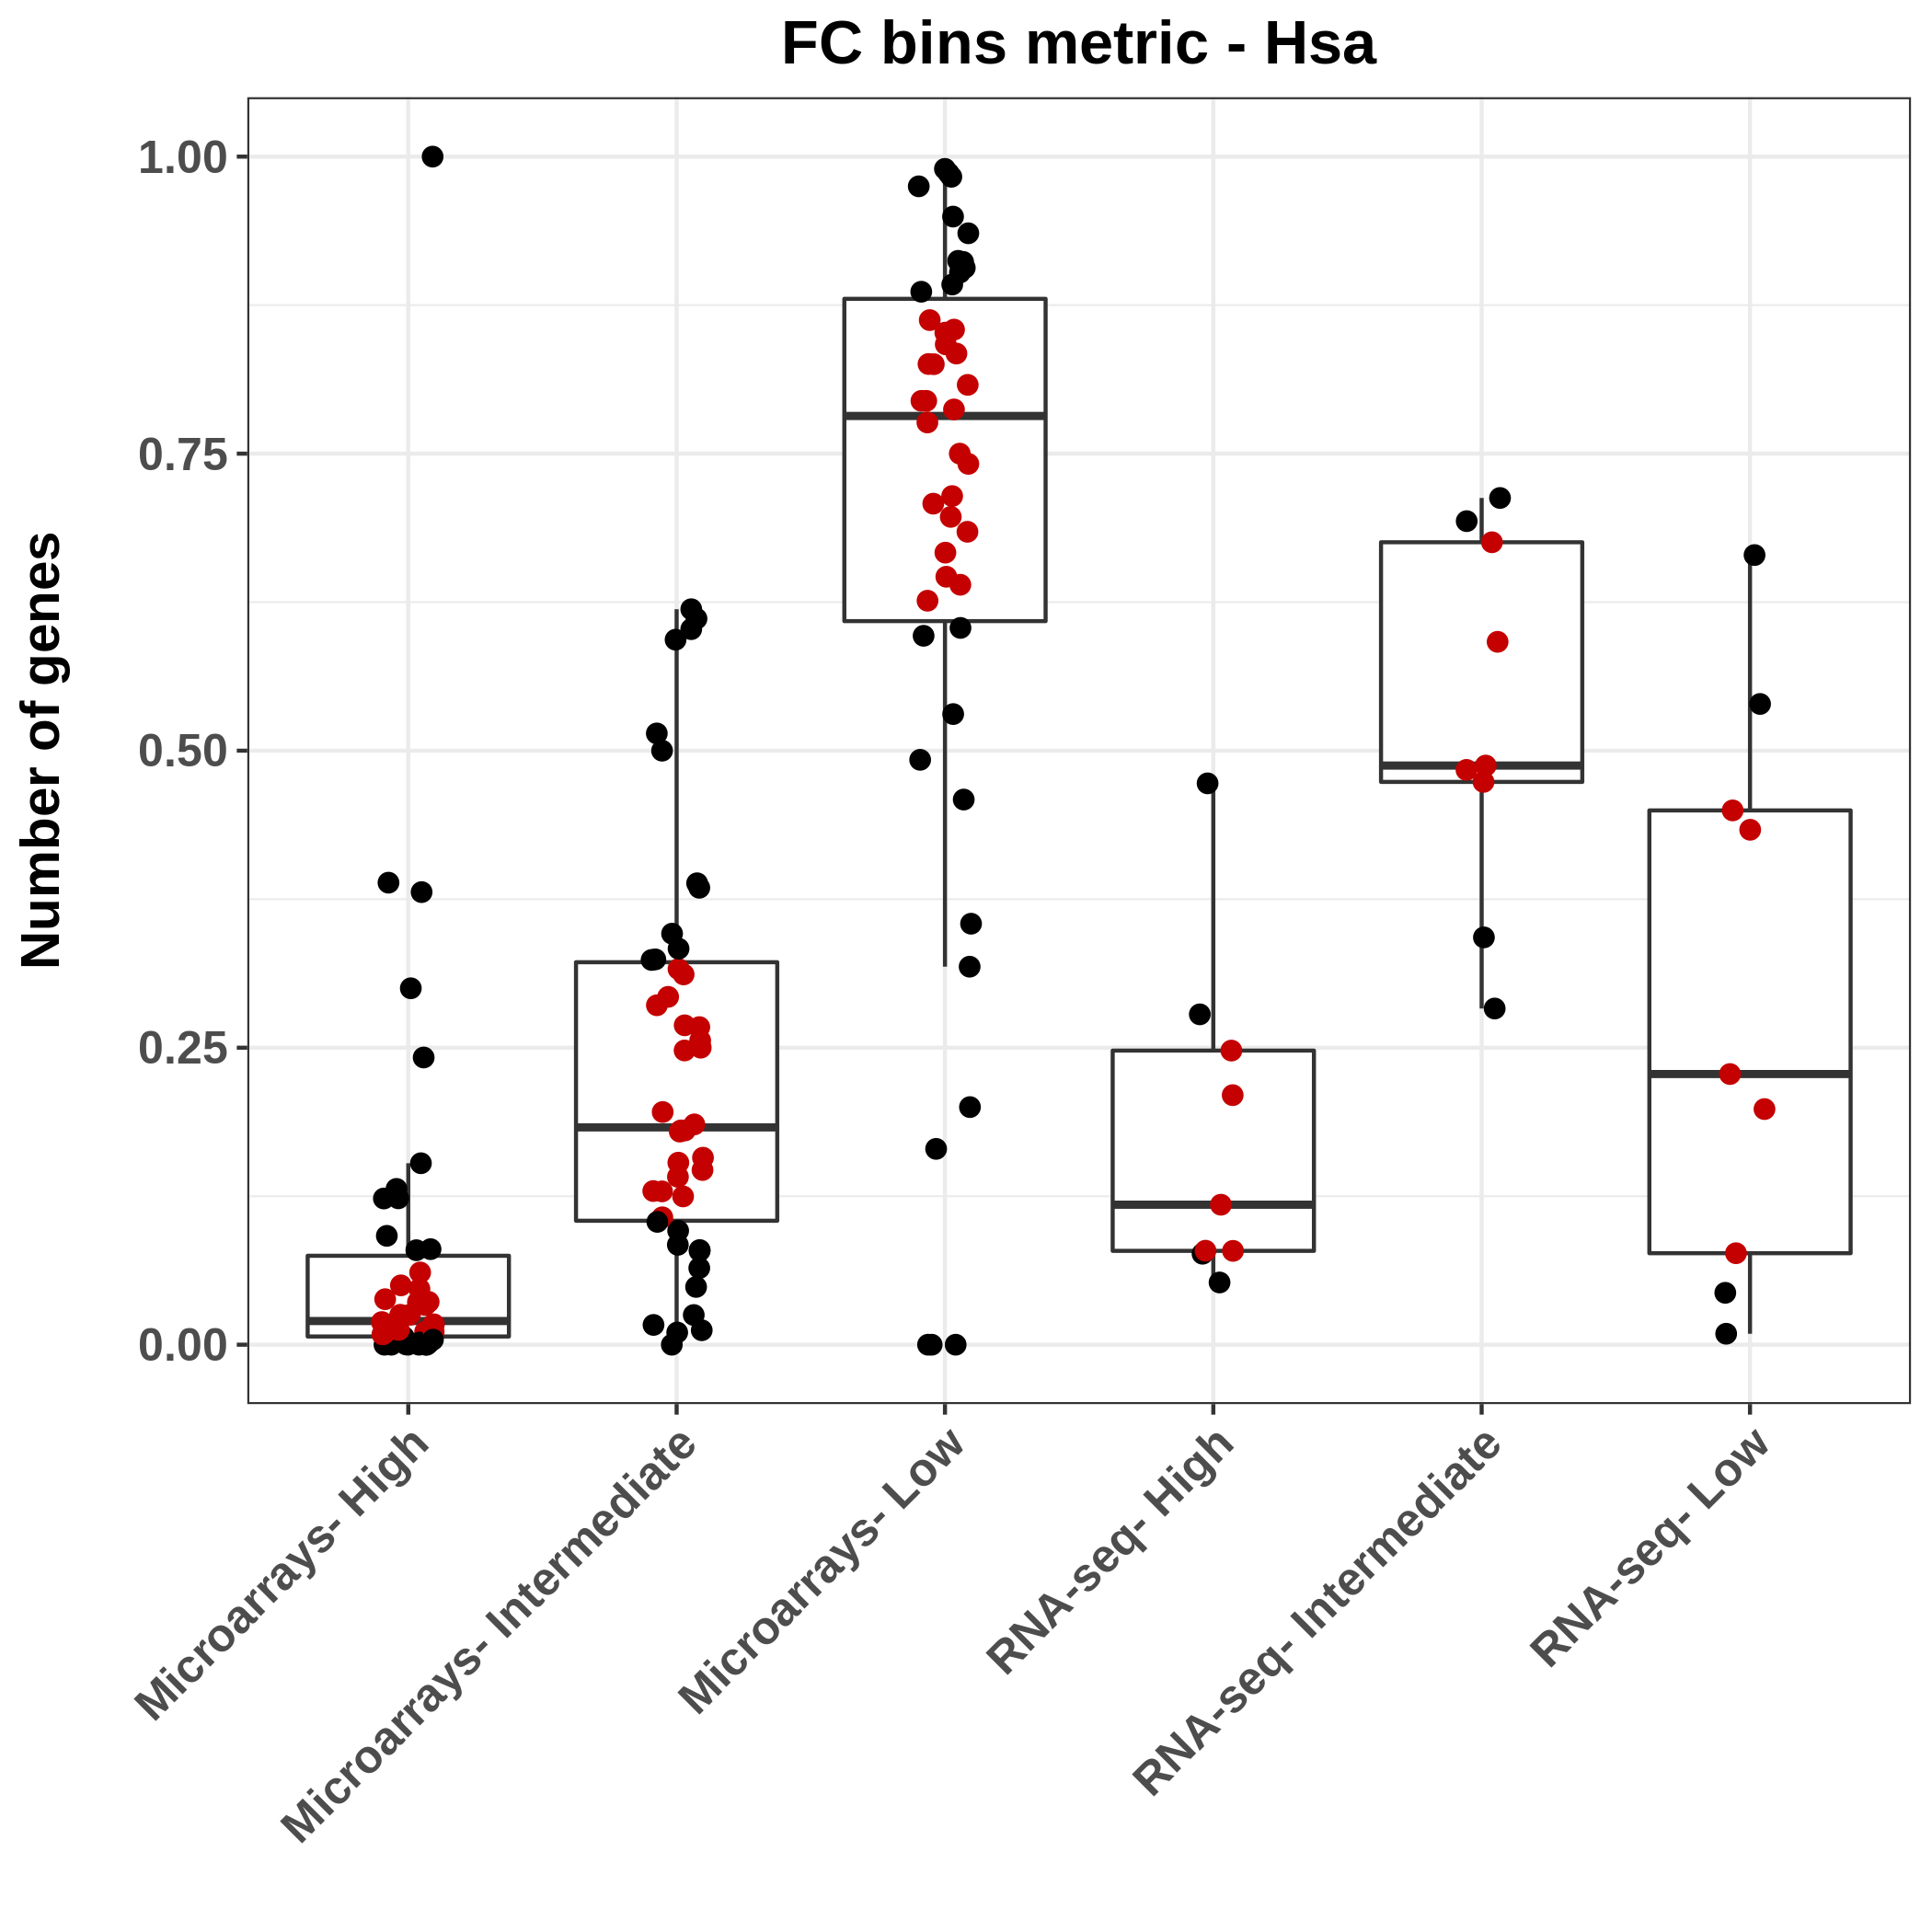 FC bins metric - Hsa
Number of genes
1.00
0.75
0.50
0.25
0.00
Microarrays- High
Microarrays- Intermediate
Microarrays- Low
RNA-seq- High
RNA-seq- Intermediate
RNA-seq- Low